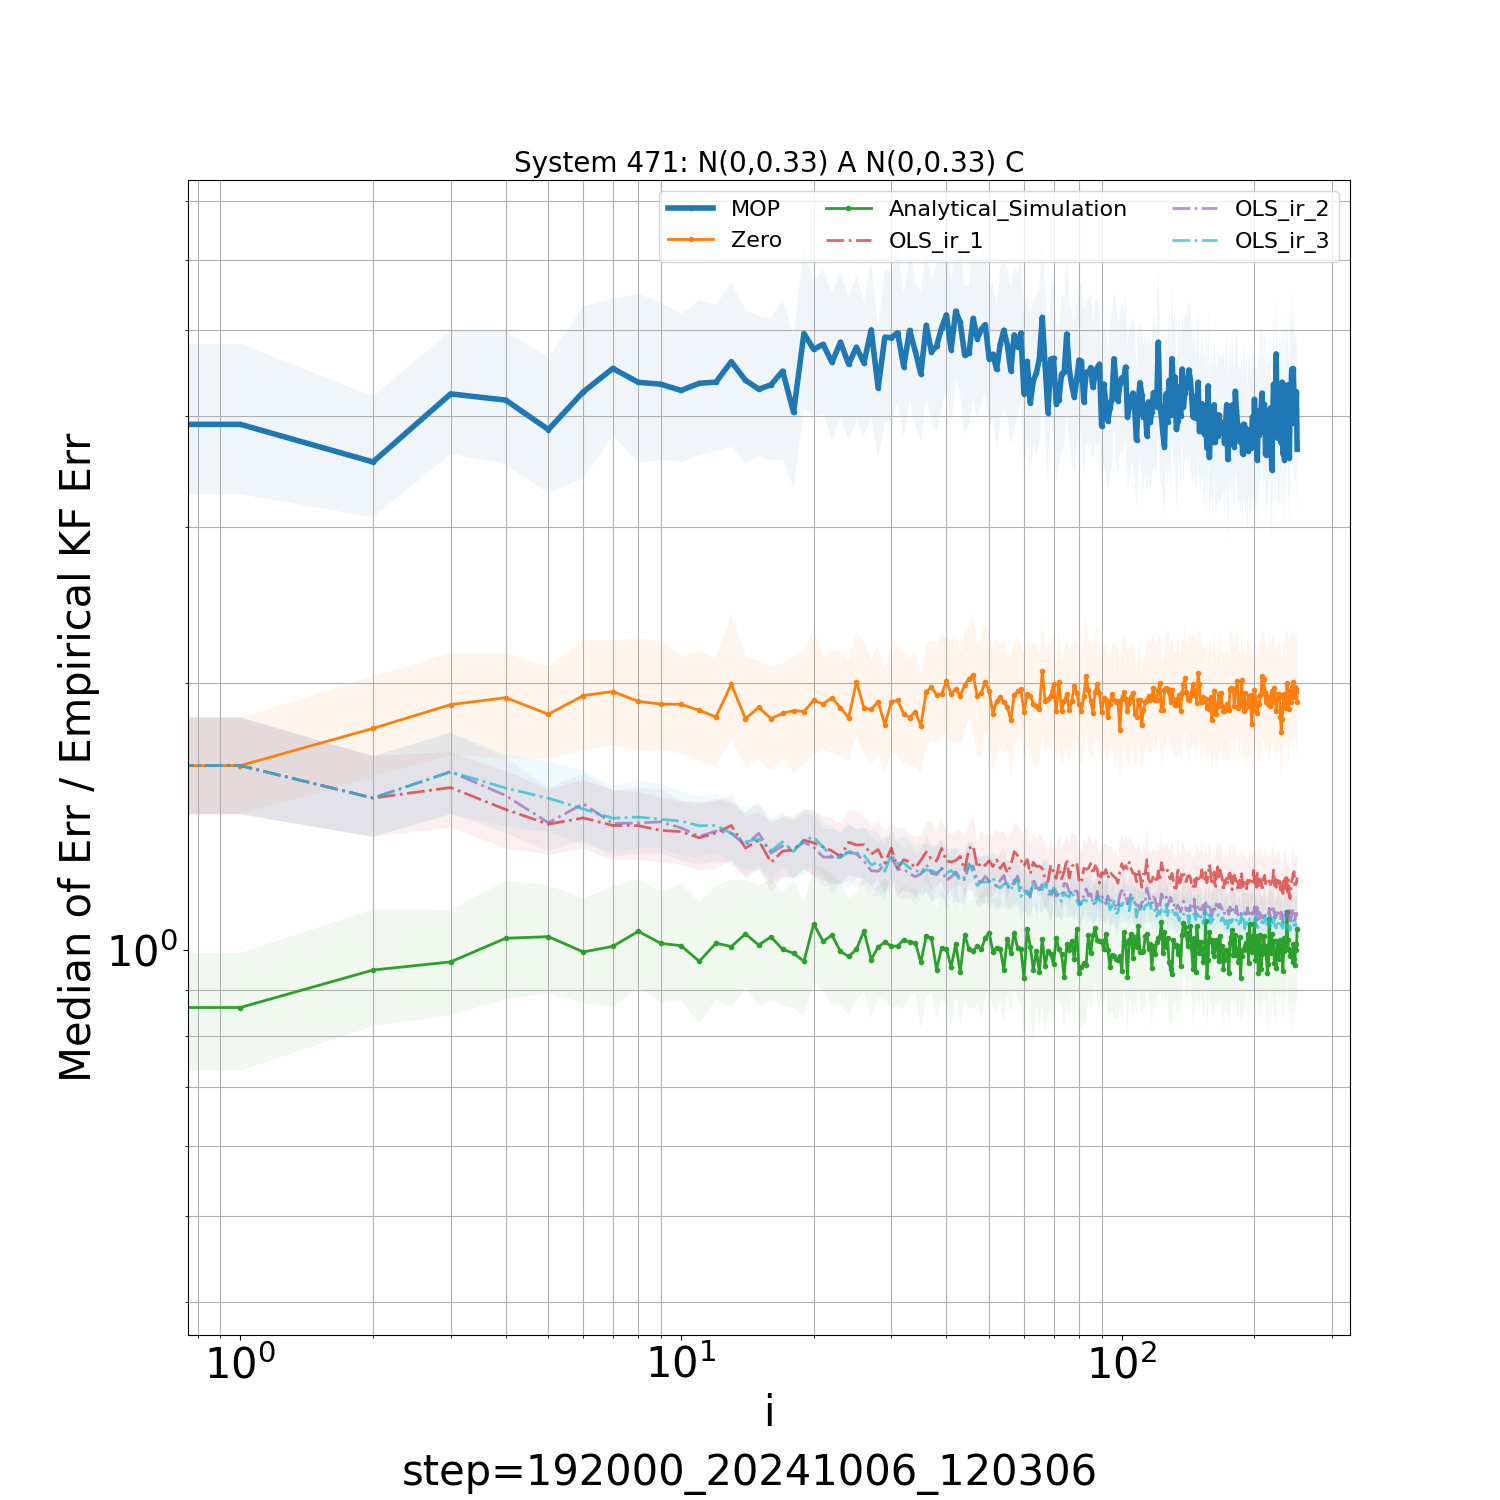 System 471: N(0,0.33) A N(0,0.33) C
MOP
Zero
Analytical_Simulation
OLS_ir_1
OLS_ir_2
OLS_ir_3
Median of Err / Empirical KF Err
10⁰
10⁰ 10¹ 10²
i
step=192000_20241006_120306